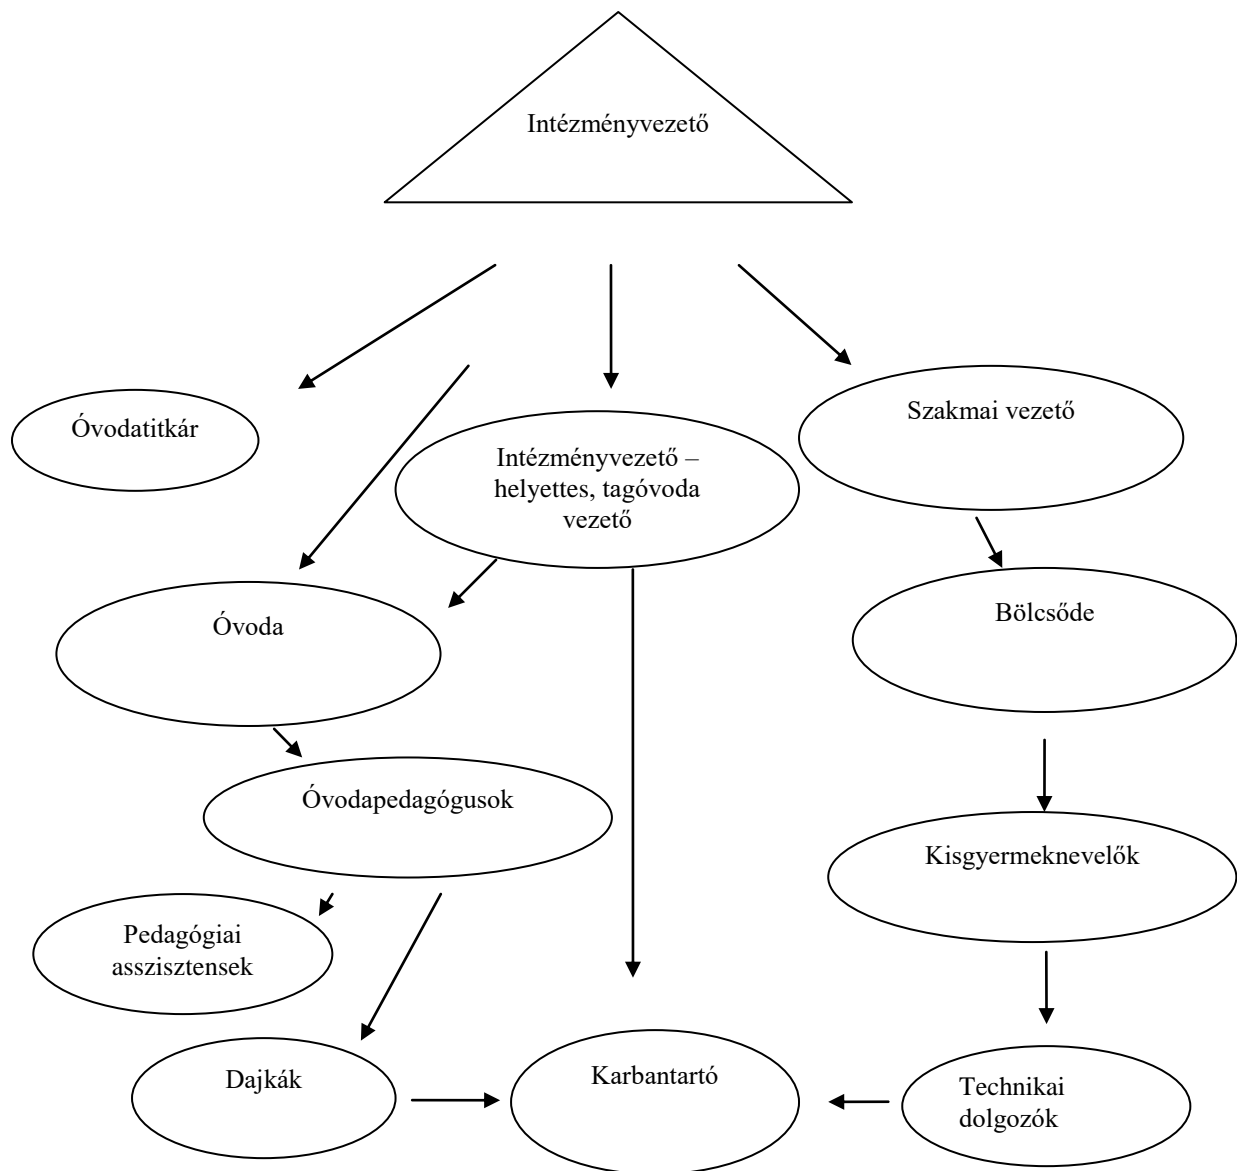 Intézményvezető
Óvodatitkár
Szakmai vezető
Intézményvezető –
helyettes, tagóvoda
vezető
Óvoda
Bölcsőde
Óvodapedagógusok
Kisgyermeknevelők
Pedagógiai
asszisztensek
Dajkák
Karbantartó
Technikai
dolgozók